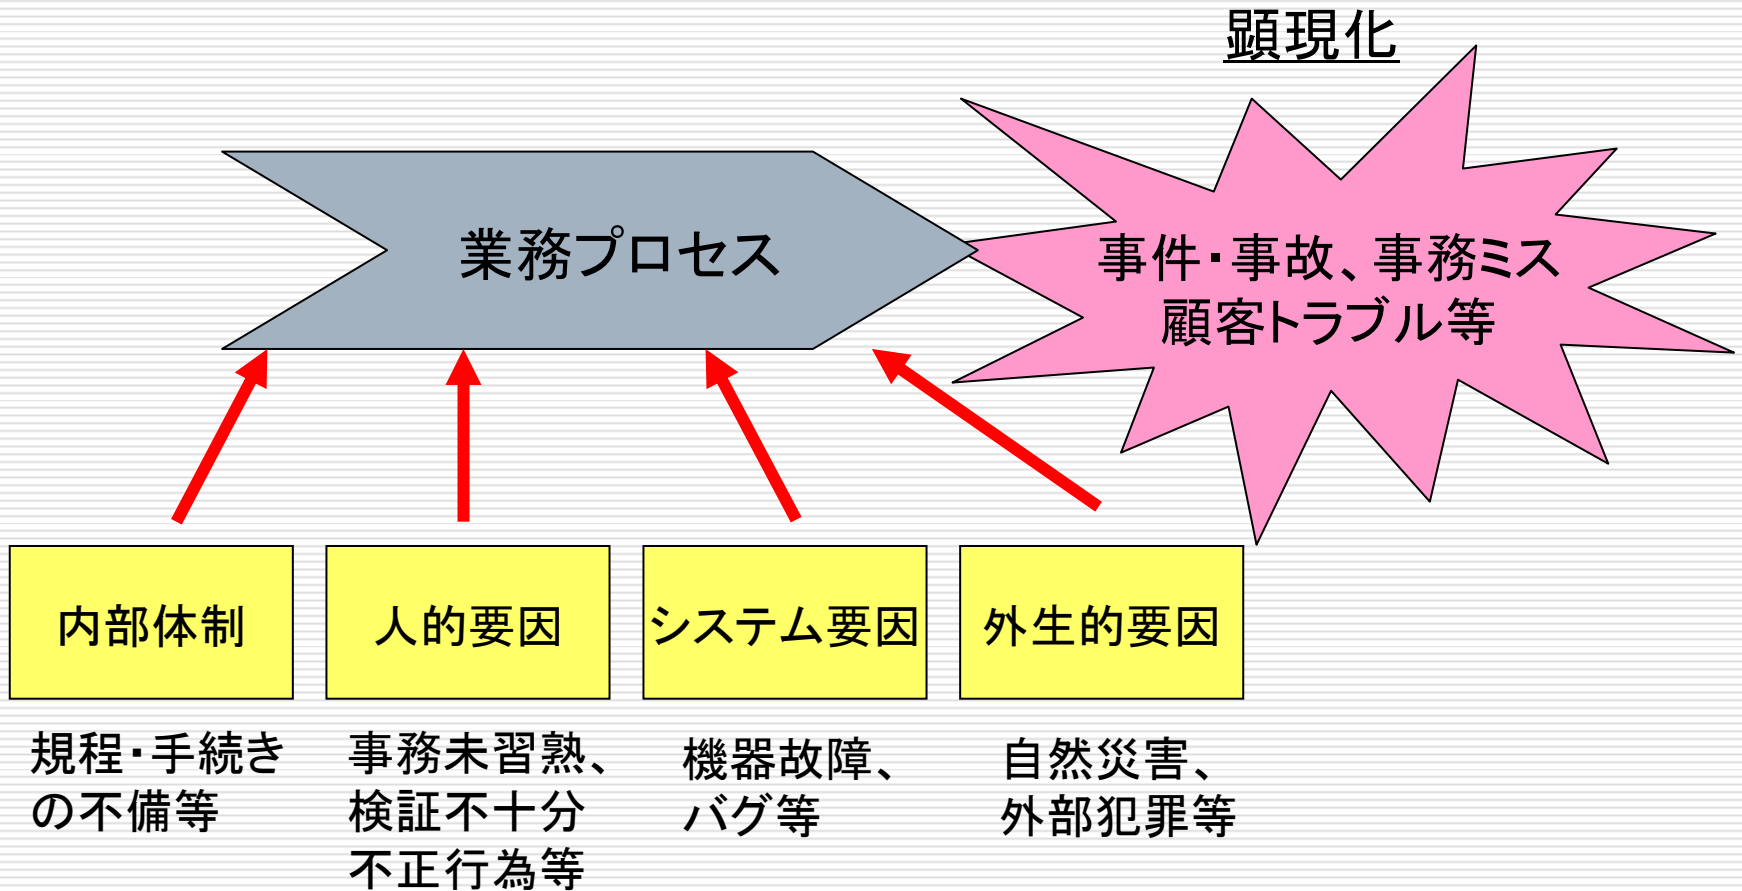 顕現化
業務プロセス
事件・事故、事務ミス
顧客トラブル等
内部体制
人的要因
システム要因
外生的要因
規程・手続き
の不備等
事務未習熟、
検証不十分
不正行為等
機器故障、
バグ等
自然災害、
外部犯罪等